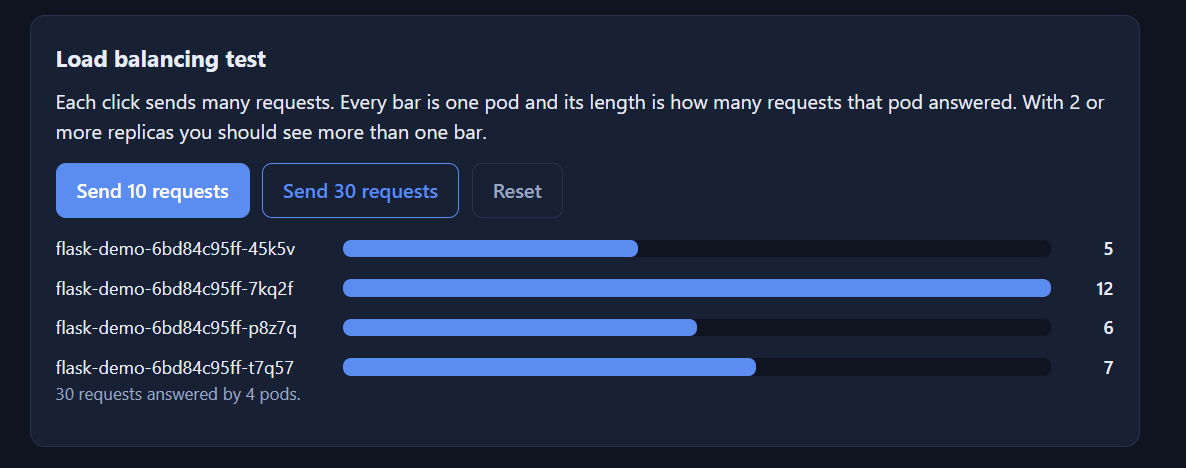 Load balancing test
Each click sends many requests. Every bar is one pod and its length is how many requests that pod answered. With 2 or
more replicas you should see more than one bar.
Send 10 requests Send 30 requests Reset
flask-demo-6bd84c95ff-45k5v 5
flask-demo-6bd84c95ff-7kq2f 12
flask-demo-6bd84c95ff-p8z7q 6
flask-demo-6bd84c95ff-t7q57 7
30 requests answered by 4 pods.